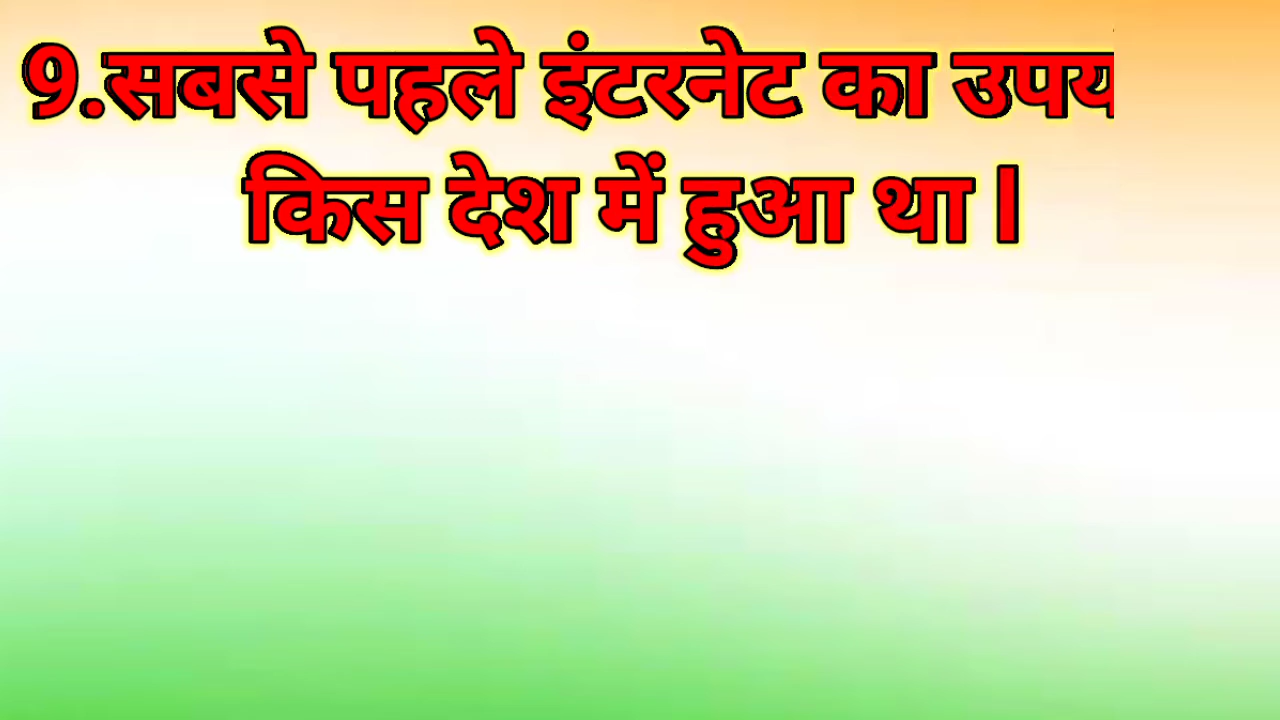 9.सबसे पहले इंटरनेट का उपय
किस देश में हुआ था l